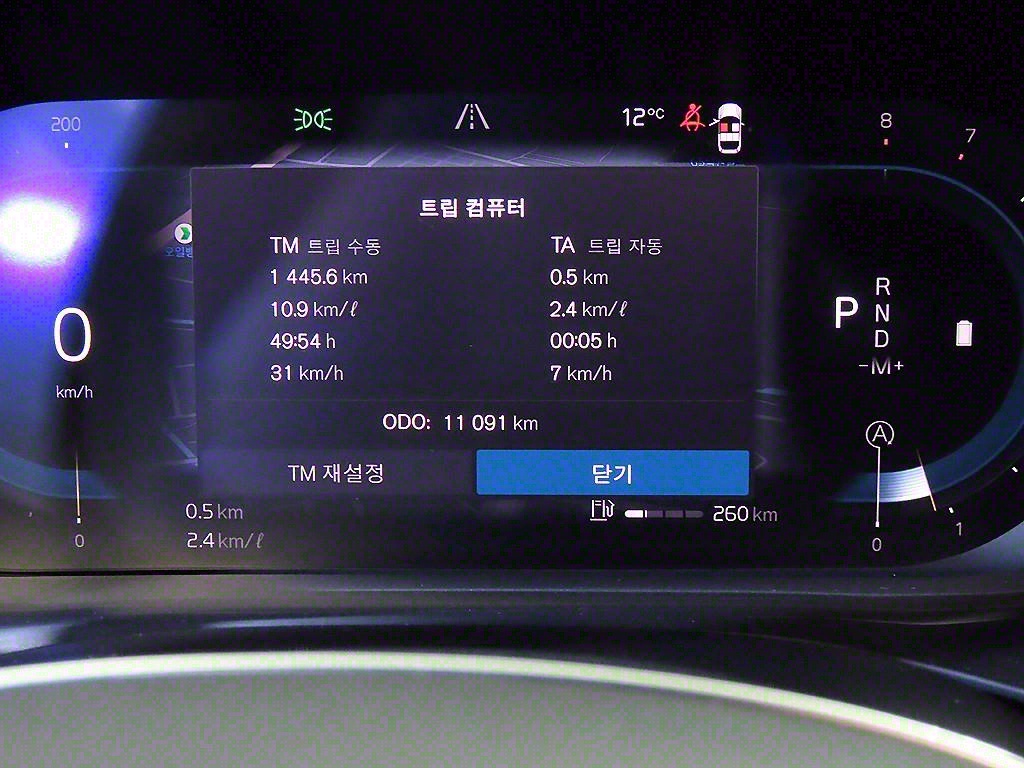 200
12°C
8
7
트립 컴퓨터
TM 트립 수동
1 445.6 km
10.9 km/ℓ
49:54 h
31 km/h
TA 트립 자동
0.5 km
2.4 km/ℓ
00:05 h
7 km/h
ODO: 11 091 km
TM 재설정
닫기
0
km/h
P
R
N
D
-M+
A
0.5 km
2.4 km/ℓ
260 km
0
0
1